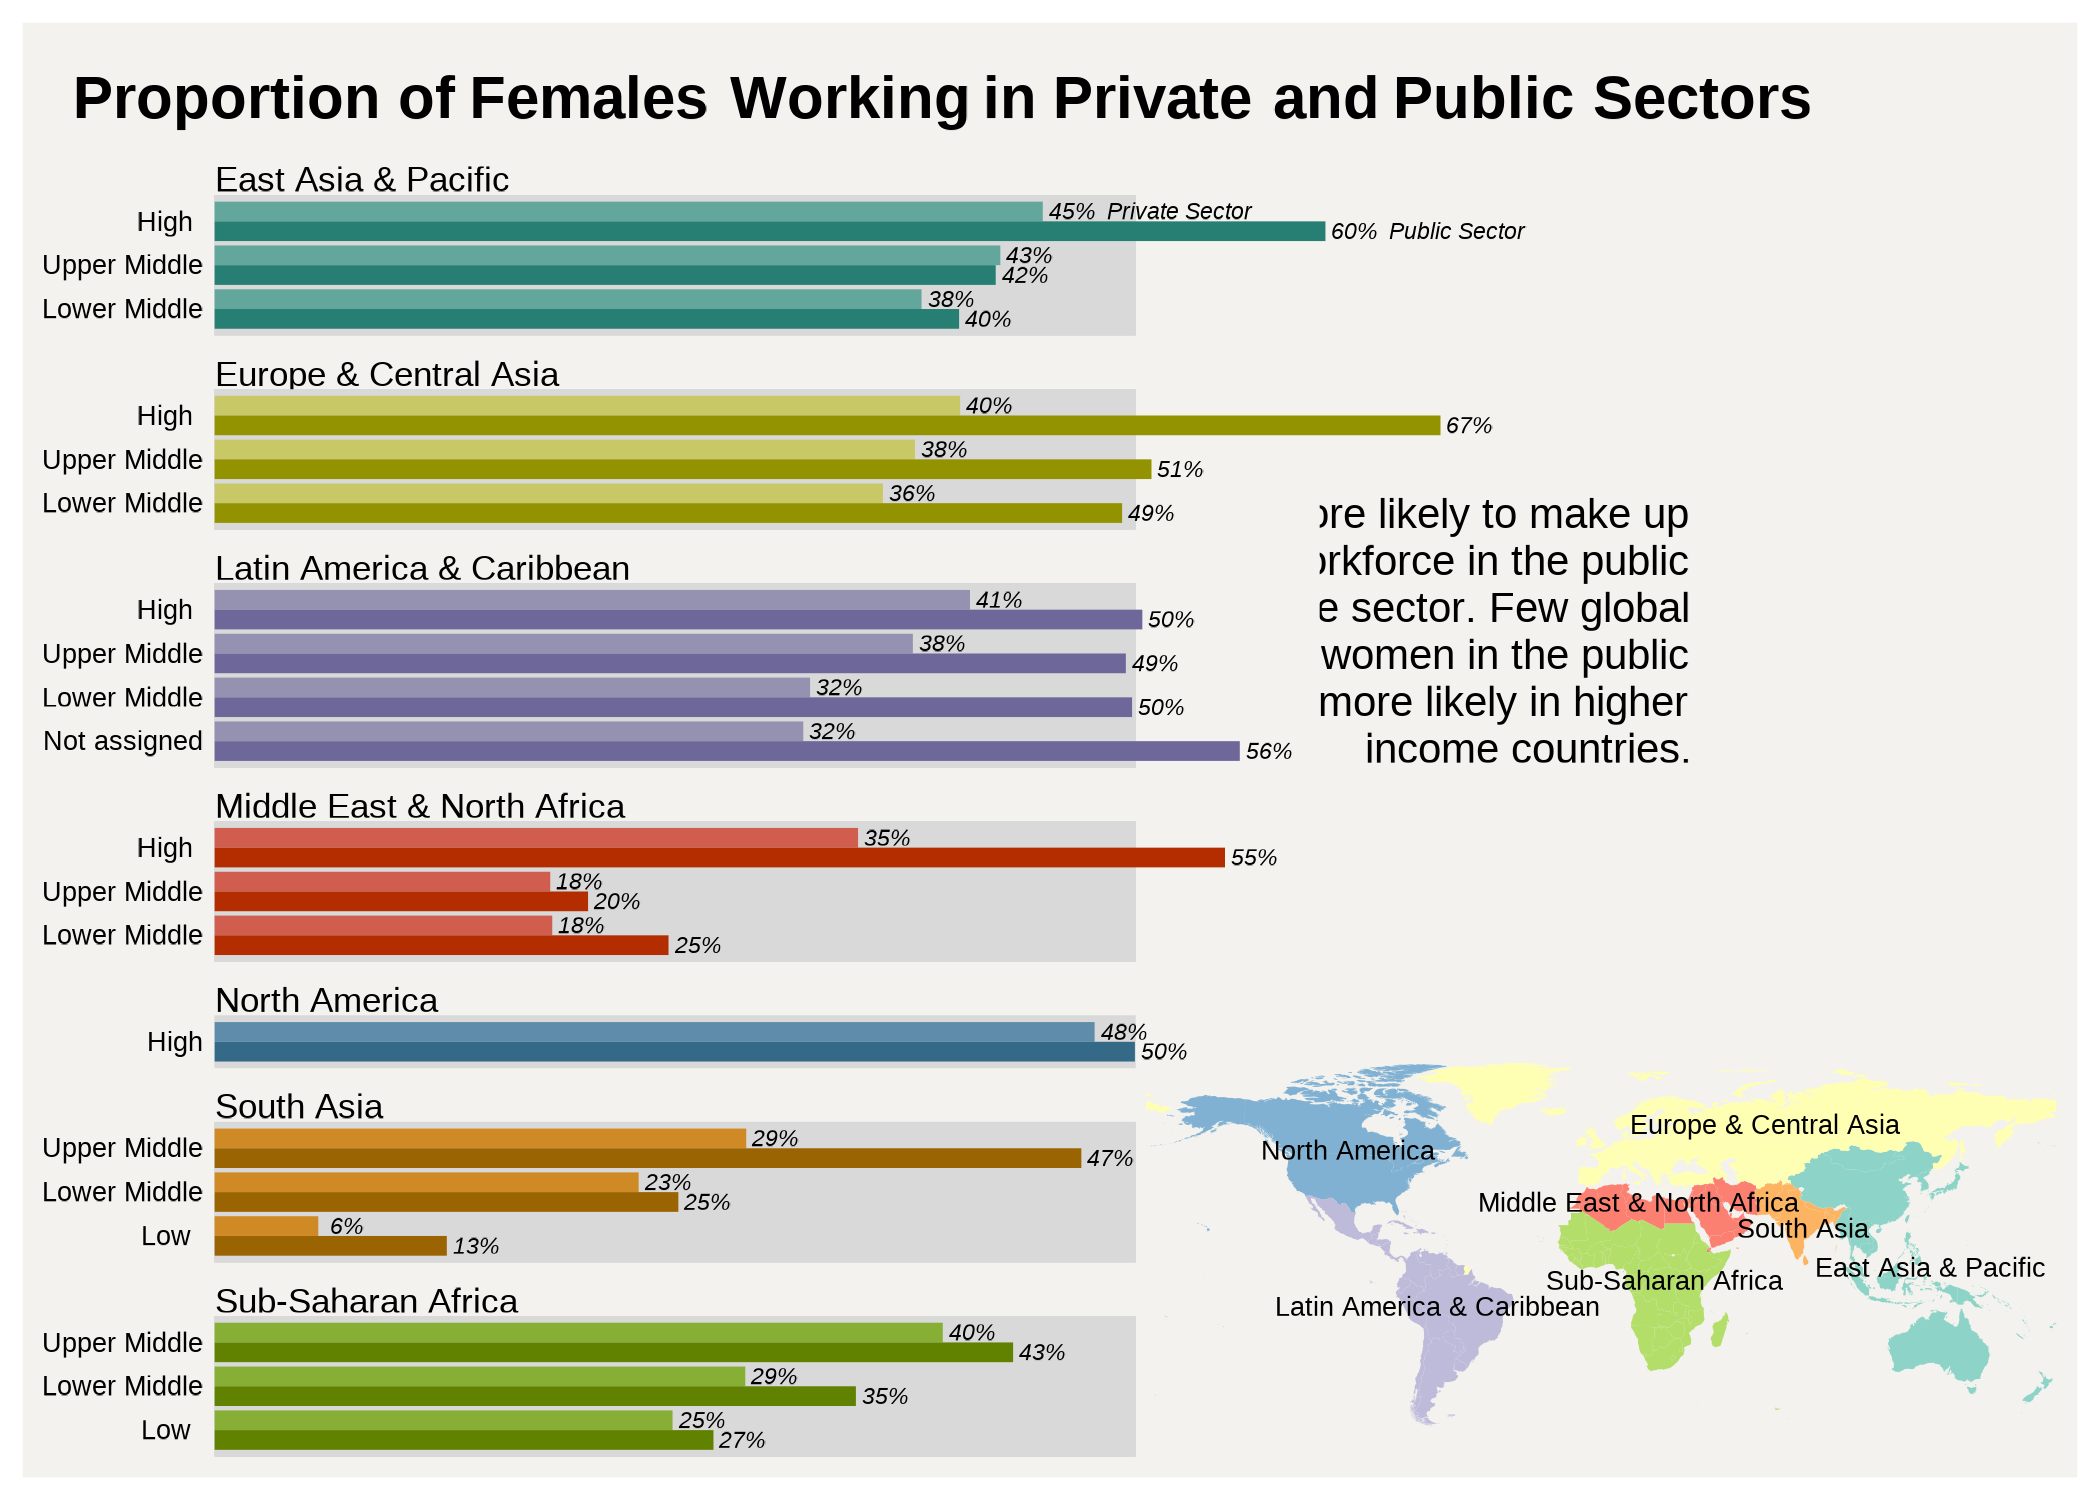 Proportion of Females Working in Private and Public Sectors
East Asia & Pacific
High
45% Private Sector
60% Public Sector
Upper Middle
43%
42%
Lower Middle
38%
40%
Europe & Central Asia
High
40%
67%
Upper Middle
38%
51%
Lower Middle
36%
49%
Latin America & Caribbean
High
41%
50%
Upper Middle
38%
49%
Lower Middle
32%
50%
Not assigned
32%
56%
likely to make up
in the public
sector. Few global
women in the public
more likely in higher
income countries.
Middle East & North Africa
High
35%
55%
Upper Middle
18%
20%
Lower Middle
18%
25%
North America
High
48%
50%
South Asia
Upper Middle
29%
47%
Lower Middle
23%
25%
Low
6%
13%
Sub-Saharan Africa
Upper Middle
40%
43%
Lower Middle
29%
35%
Low
25%
27%
Europe & Central Asia
North America
Middle East & North Africa
South Asia
East Asia & Pacific
Sub-Saharan Africa
Latin America & Caribbean